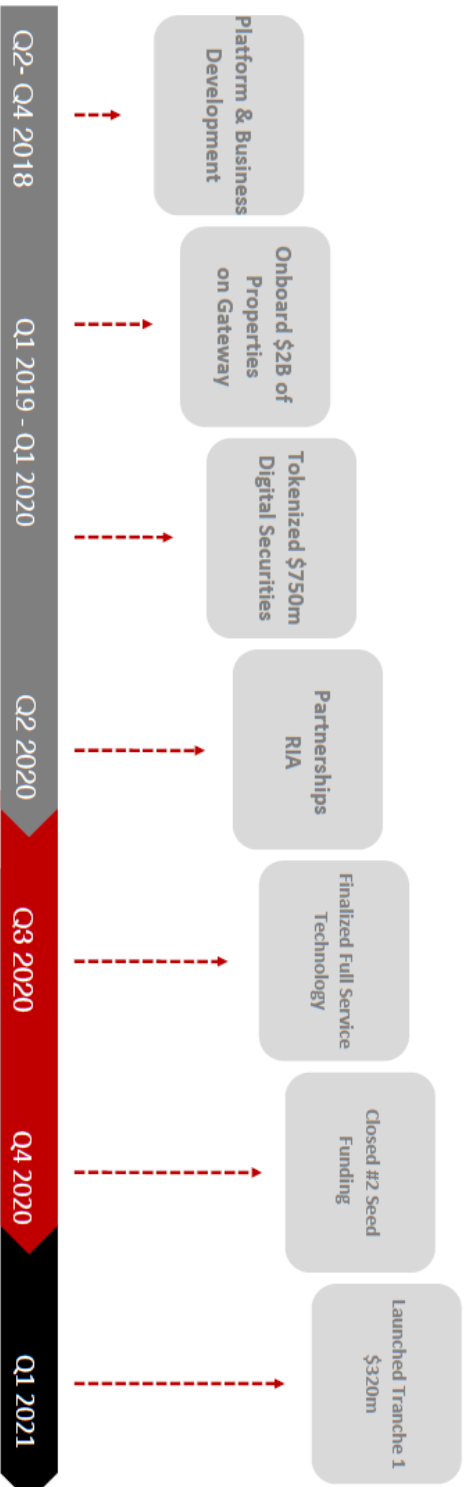 Platform & Business
Development
Onboard $2B of
Properties
on Gateway
Tokenized $750m
Digital Securities
Partnerships
RIA
Finalized Full Service
Technology
Closed #2 Seed
Funding
Launched Tranche 1
$320m
Q2- Q4 2018
Q1 2019 - Q1 2020
Q2 2020
Q3 2020
Q4 2020
Q1 2021